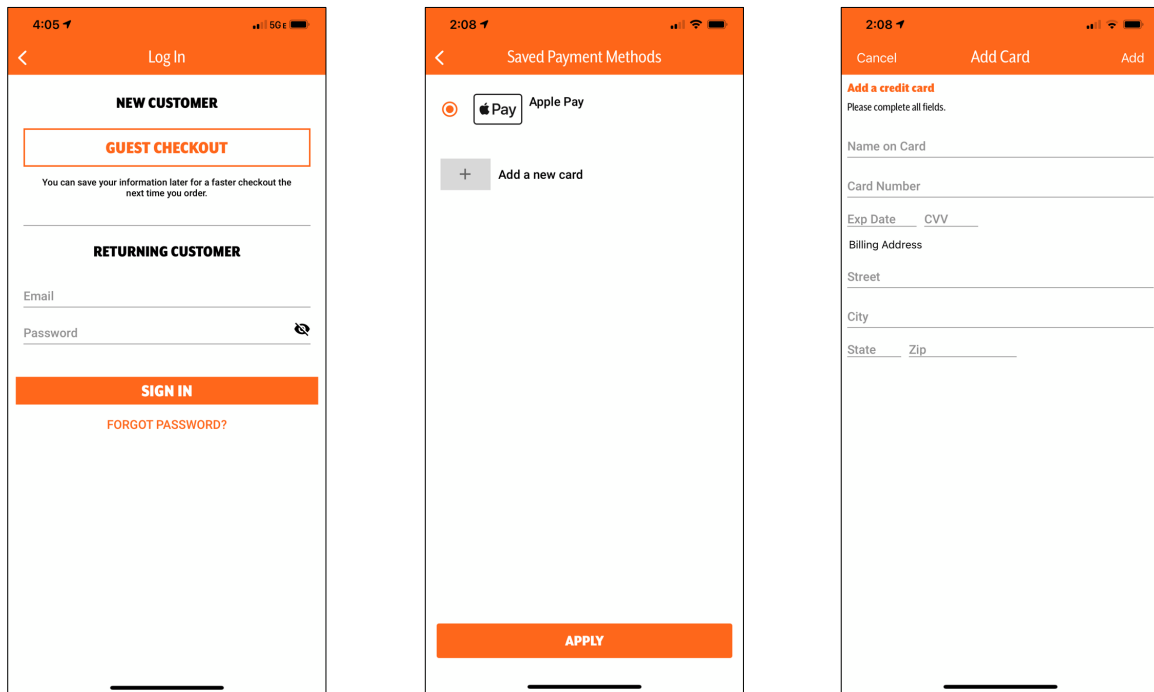 4:05
5G E
Log In
NEW CUSTOMER
GUEST CHECKOUT
You can save your information later for a faster checkout the
next time you order.
RETURNING CUSTOMER
Email
Password
SIGN IN
FORGOT PASSWORD?
2:08
Saved Payment Methods
Pay
Apple Pay
+
Add a new card
APPLY
2:08
Cancel
Add Card
Add
Add a credit card
Please complete all fields.
Name on Card
Card Number
Exp Date CVV
Billing Address
Street
City
State Zip